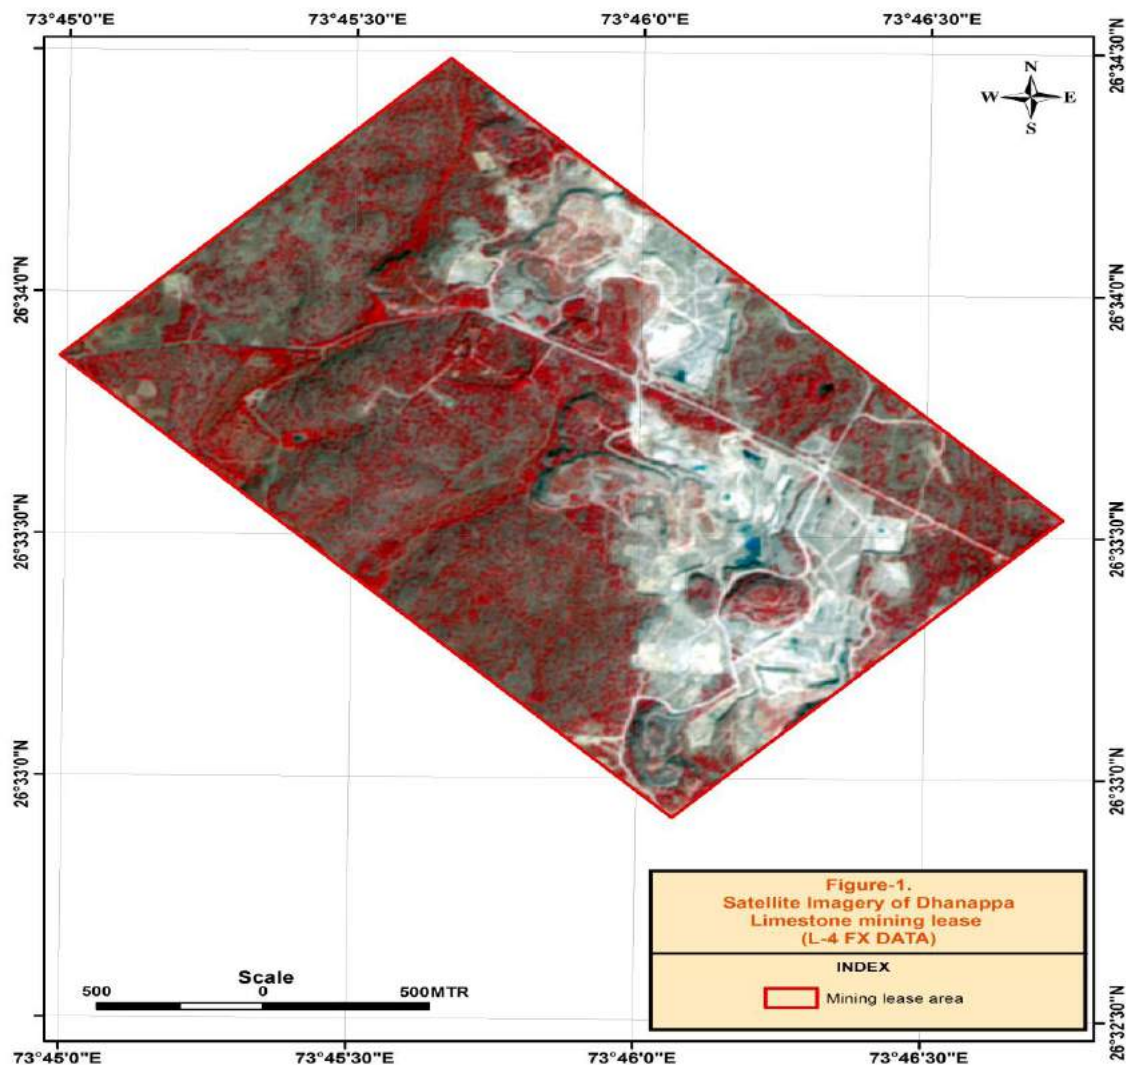 73°45'0"E 73°45'30"E 73°46'0"E 73°46'30"E
26°34'30"N
N
W E
S
26°34'0"N 26°34'0"N
26°33'30"N 26°33'30"N
26°33'0"N 26°33'0"N
Figure-1.
Satellite Imagery of Dhanappa
Limestone mining lease
(L-4 FX DATA)
INDEX
Mining lease area
Scale
500 0 500MTR
26°32'30"N
73°45'0"E 73°45'30"E 73°46'0"E 73°46'30"E